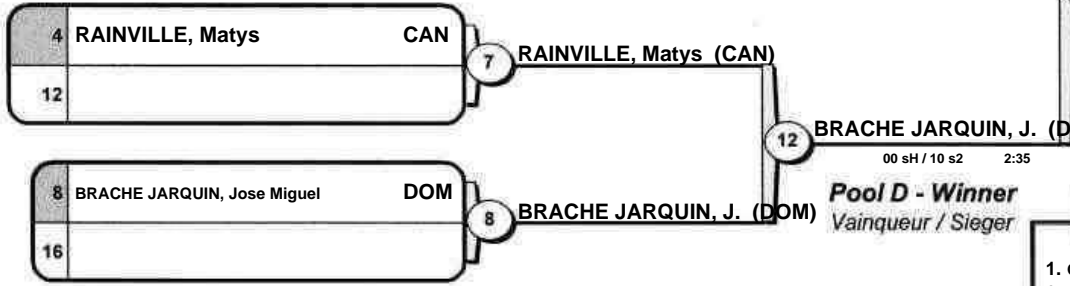 4 RAINVILLE, Matys CAN
12
7
RAINVILLE, Matys (CAN)
8 BRACHE JARQUIN, Jose Miguel DOM
16
8
BRACHE JARQUIN, J. (DOM)
12
BRACHE JARQUIN, J. (D
00 sH / 10 s2 2:35
Pool D - Winner
Vainqueur / Sieger
1.